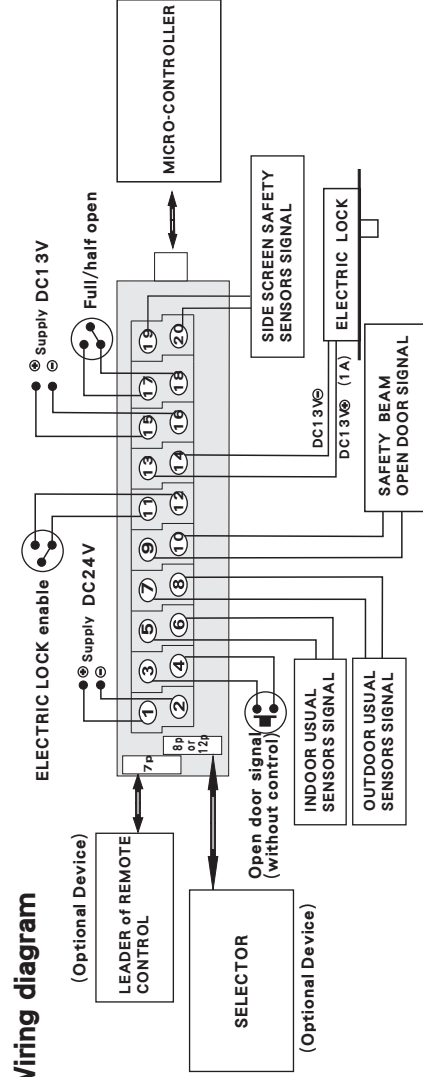 Wiring diagram
(Optional Device)
LEADER of REMOTE
CONTROL
SELECTOR
(Optional Device)
7p
8p
or
12p
ELECTRIC LOCK enable
⊕
⊖
Supply DC24V
⊕
⊖
Supply DC13V
Full/half open
1
3
5
7
9
11
13
15
17
19
2
4
6
8
10
12
14
16
18
20
MICRO-CONTROLLER
Open door signal
(without control)
INDOOR USUAL
SENSORS SIGNAL
OUTDOOR USUAL
SENSORS SIGNAL
SAFETY BEAM
OPEN DOOR SIGNAL
DC13V⊖
DC13V⊕ (1A)
ELECTRIC LOCK
SIDE SCREEN SAFETY
SENSORS SIGNAL